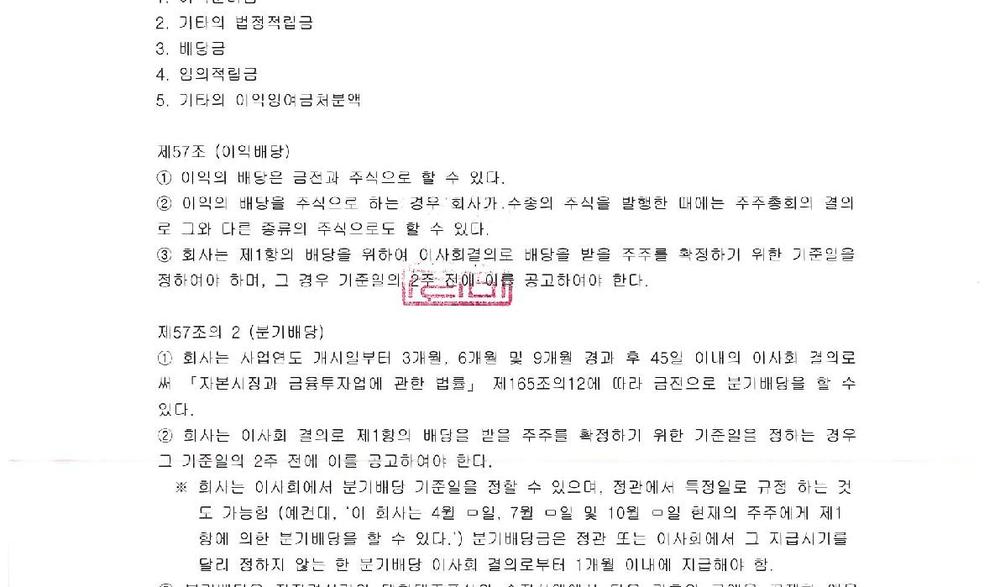 2. 기타의 법정적립금
3. 배당금
4. 임의적립금
5. 기타의 이익잉여금처분액
제57조 (이익배당)
① 이익의 배당은 금전과 주식으로 할 수 있다.
② 이익의 배당을 주식으로 하는 경우 회사가 수종의 주식을 발행한 때에는 주주총회의 결의
로 그와 다른 종류의 주식으로도 할 수 있다.
③ 회사는 제1항의 배당을 위하여 이사회결의로 배당을 받을 주주를 확정하기 위한 기준일을
정하여야 하며, 그 경우 기준일의 2주 전에 이를 공고하여야 한다.
제57조의 2 (분기배당)
① 회사는 사업연도 개시일부터 3개월, 6개월 및 9개월 경과 후 45일 이내의 이사회 결의로
써 「자본시장과 금융투자업에 관한 법률」 제165조의12에 따라 금전으로 분기배당을 할 수
있다.
② 회사는 이사회 결의로 제1항의 배당을 받을 주주를 확정하기 위한 기준일을 정하는 경우
그 기준일의 2주 전에 이를 공고하여야 한다.
※ 회사는 이사회에서 분기배당 기준일을 정할 수 있으며, 정관에서 특정일로 규정 하는 것
도 가능함 (예컨대, '이 회사는 4월 ㅁ일, 7월 ㅁ일 및 10월 ㅁ일 현재의 주주에게 제1
항에 의한 분기배당을 할 수 있다.') 분기배당금은 정관 또는 이사회에서 그 지급시기를
달리 정하지 않는 한 분기배당 이사회 결의로부터 1개월 이내에 지급해야 함.